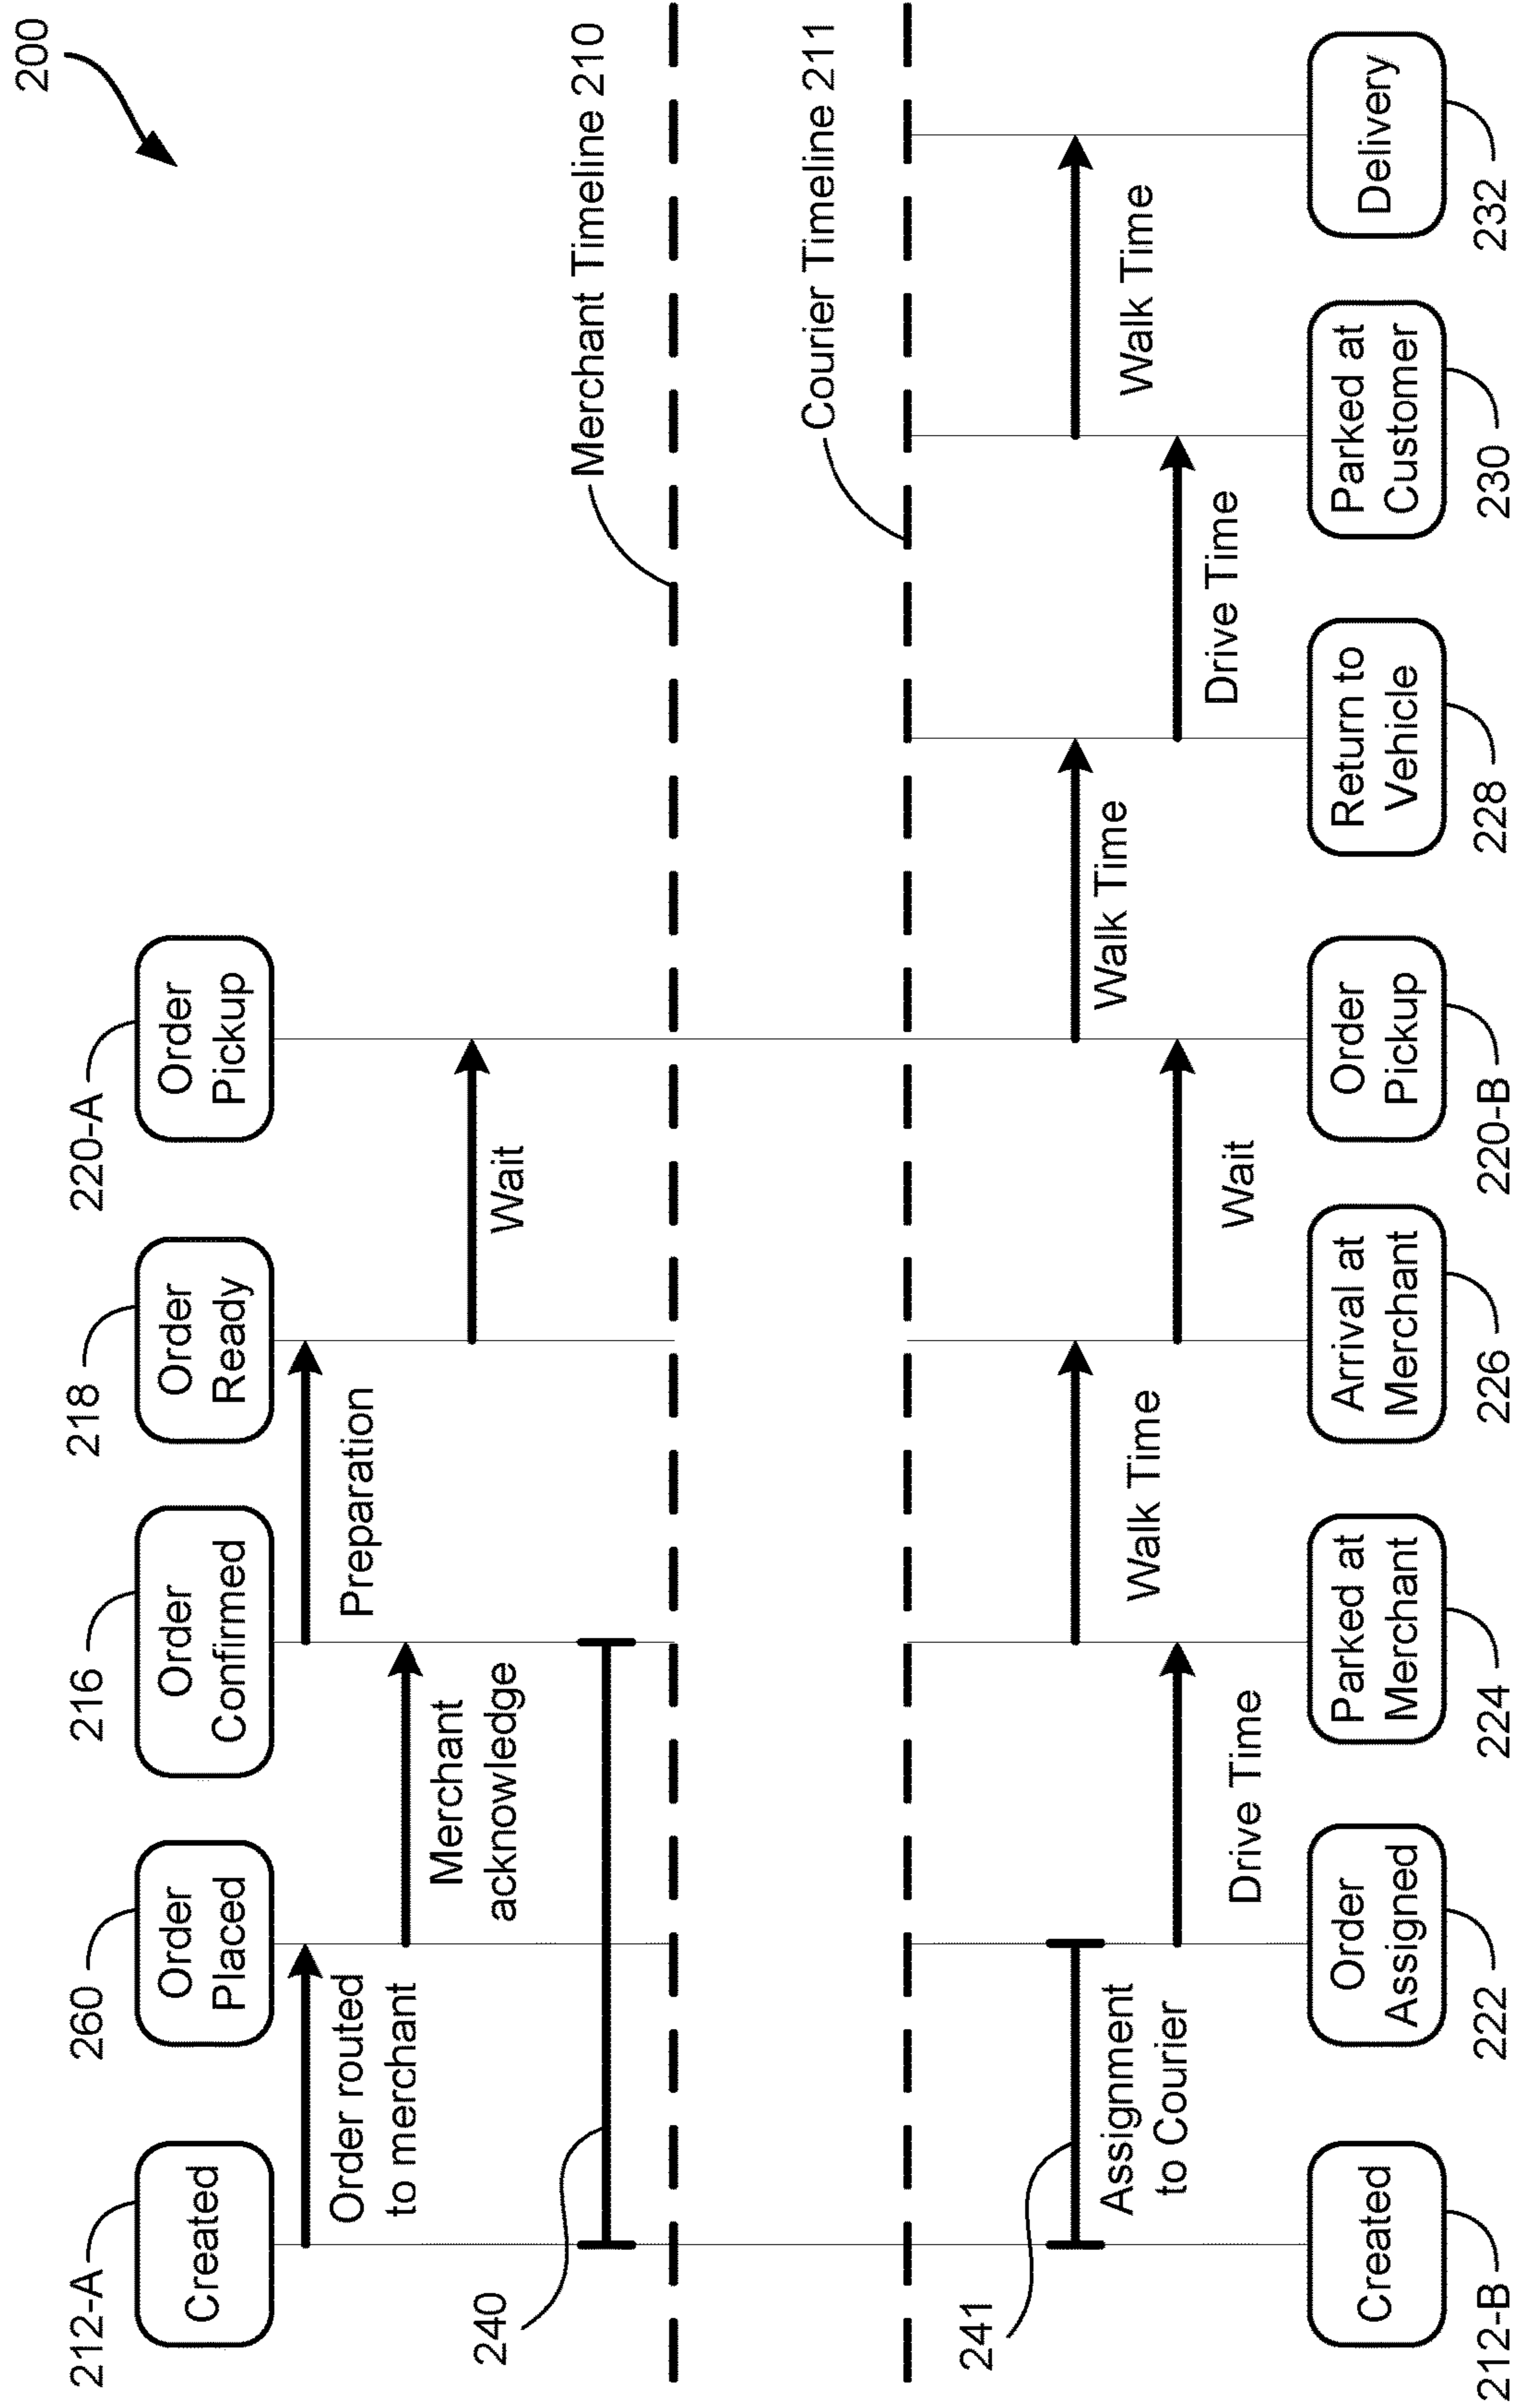 200
212-A
260
216
218
220-A
Created
Order
Placed
Order
Confirmed
Order
Ready
Order
Pickup
Order routed
to merchant
Merchant
acknowledge
Preparation
Wait
240
Merchant Timeline 210
Courier Timeline 211
241
Assignment
to Courier
Drive Time
Walk Time
Wait
Walk Time
Drive Time
Walk Time
Created
Order
Assigned
Parked at
Merchant
Arrival at
Merchant
Order
Pickup
Return to
Vehicle
Parked at
Customer
Delivery
212-B
222
224
226
220-B
228
230
232